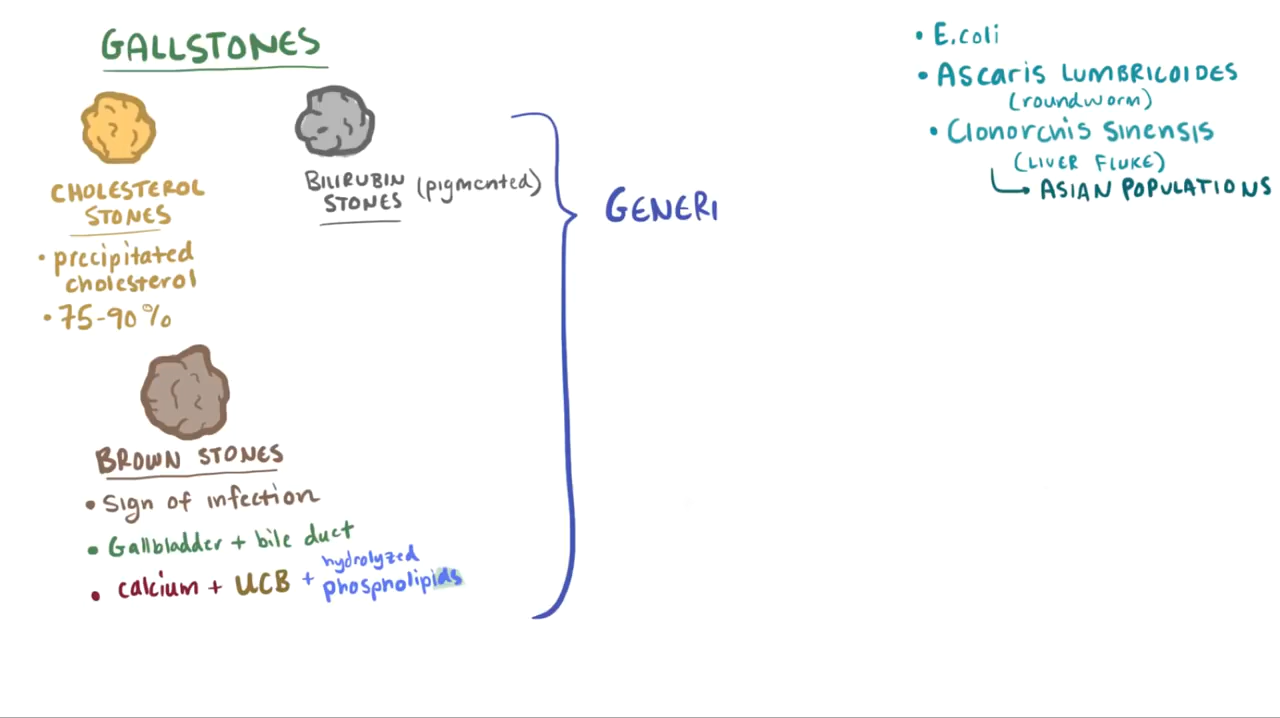 GALLSTONES
CHOLESTEROL
STONES
• precipitated
cholesterol
• 75-90%
BILIRUBIN (pigmented)
STONES
BROWN STONES
• Sign of infection
• Gallbladder + bile duct
• calcium + UCB + hydrolyzed
phospholipids
GENERI
• E.coli
• ASCARIS LUMBRICOIDES
(roundworm)
• Clonorchis sinensis
(LIVER FLUKE)
ASIAN POPULATIONS